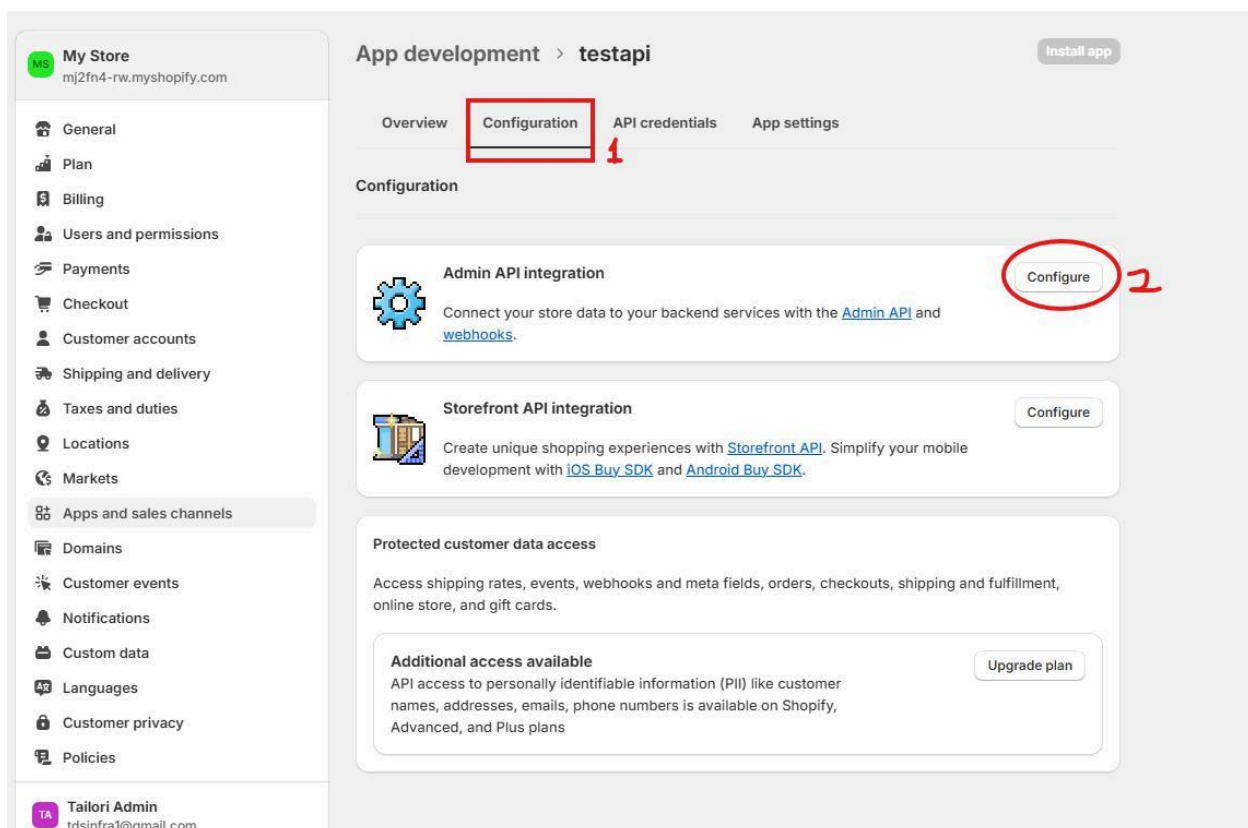 MS
My Store
mj2fn4-rw.myshopify.com
General
Plan
Billing
Users and permissions
Payments
Checkout
Customer accounts
Shipping and delivery
Taxes and duties
Locations
Markets
Apps and sales channels
Domains
Customer events
Notifications
Custom data
Languages
Customer privacy
Policies
TA
Tailori Admin
tdsinfra1@gmail.com
App development > testapi
Install app
Overview
Configuration
API credentials
App settings
1
Configuration
Admin API integration
Configure
2
Connect your store data to your backend services with the Admin API and
webhooks.
Storefront API integration
Configure
Create unique shopping experiences with Storefront API. Simplify your mobile
development with iOS Buy SDK and Android Buy SDK.
Protected customer data access
Access shipping rates, events, webhooks and meta fields, orders, checkouts, shipping and fulfillment,
online store, and gift cards.
Additional access available
Upgrade plan
API access to personally identifiable information (PII) like customer
names, addresses, emails, phone numbers is available on Shopify,
Advanced, and Plus plans